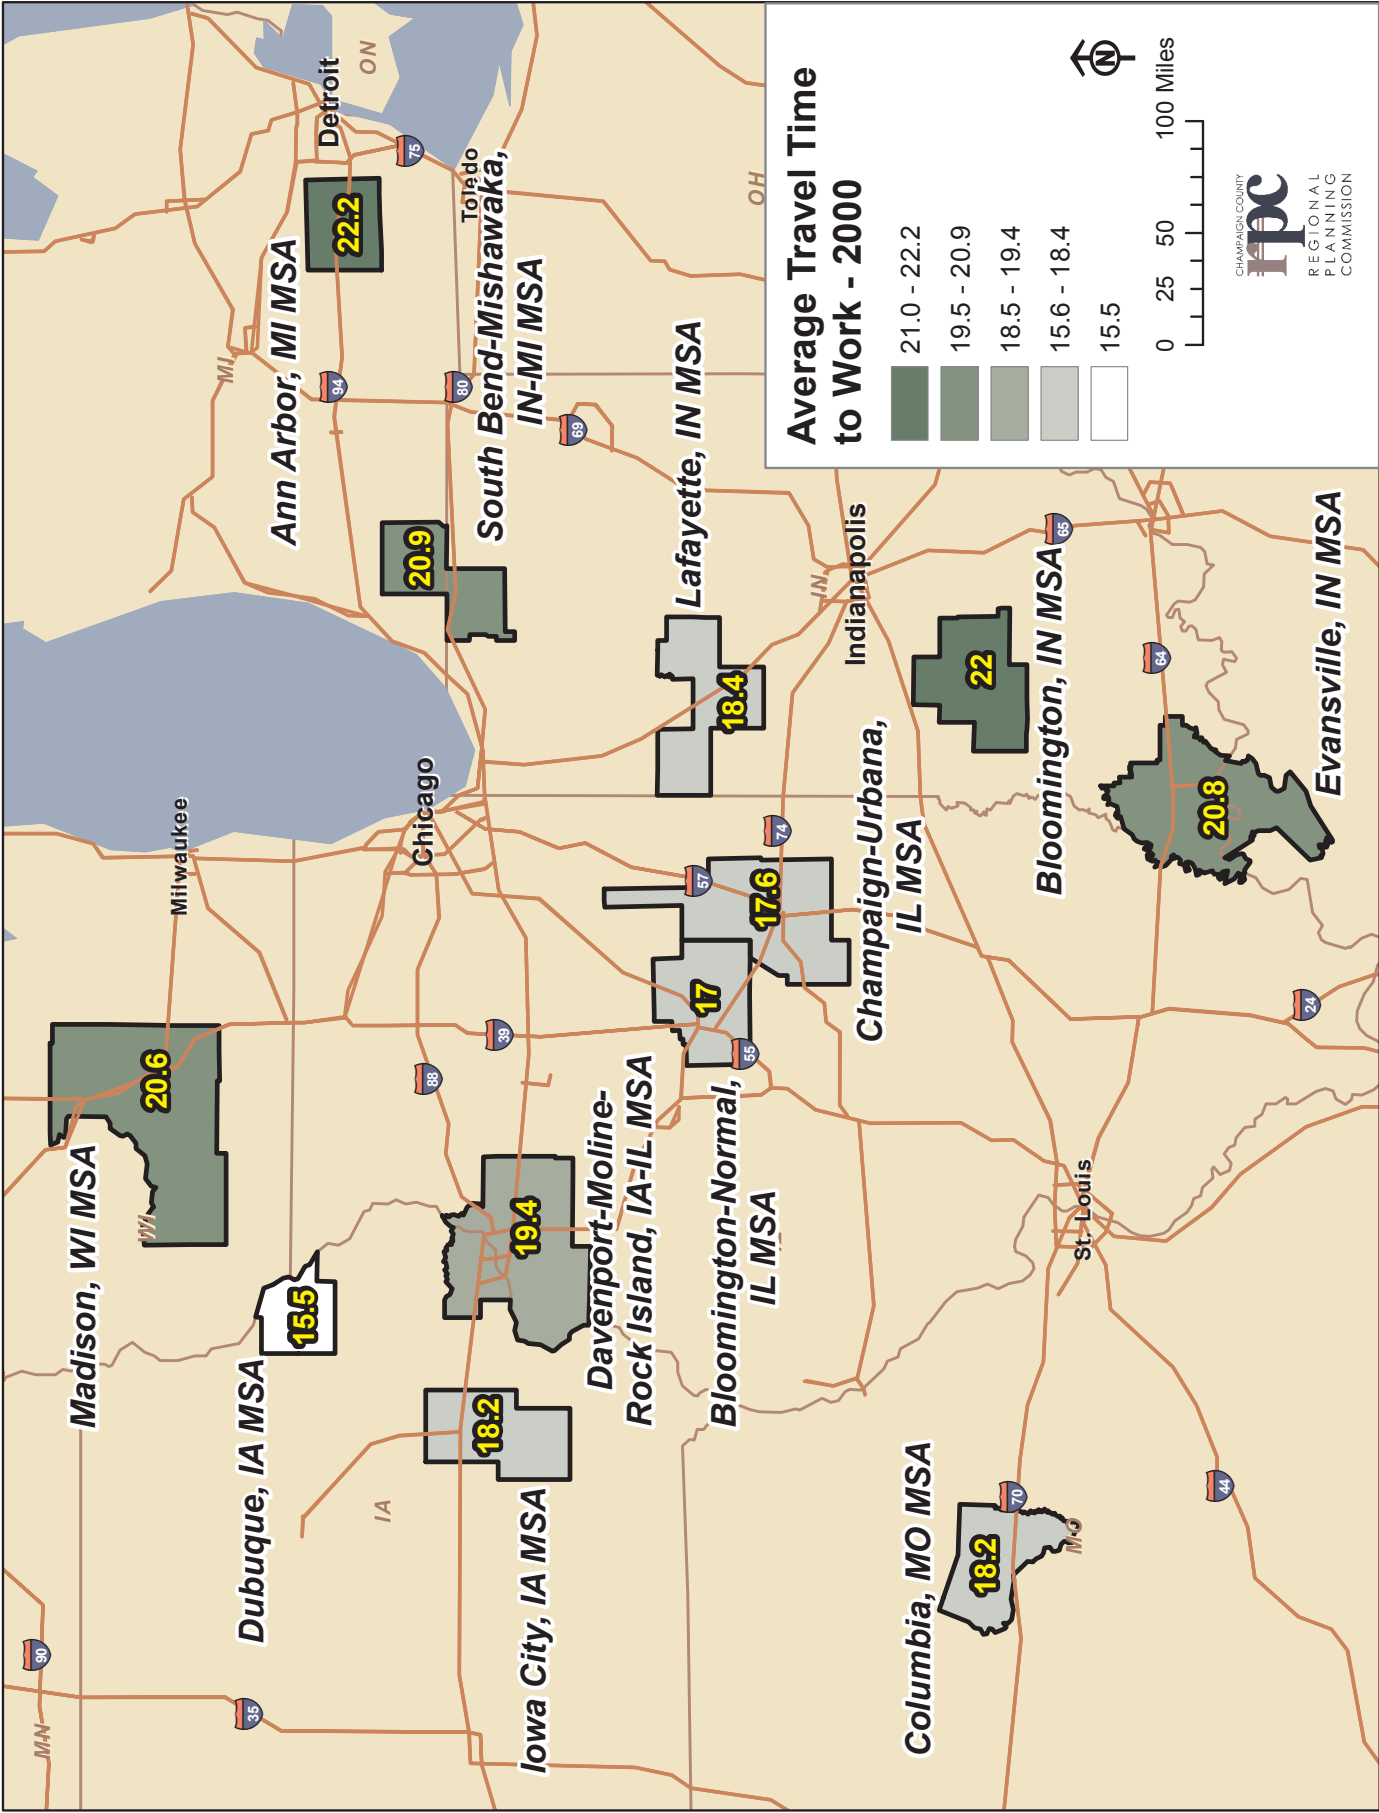 MN
90
35
Madison, WI MSA
20.6
WI
Milwaukee
MI
Ann Arbor, MI MSA
22.2
Detroit
ON
94
75
Toledo
Dubuque, IA MSA
15.5
IA
Chicago
20.9
80
South Bend-Mishawaka,
IN-MI MSA
88
39
69
Iowa City, IA MSA
18.2
19.4
Davenport-Moline-
Rock Island, IA-IL MSA
Bloomington-Normal,
IL MSA
17
55
57
17.6
74
Champaign-Urbana,
IL MSA
18.4
Lafayette, IN MSA
OH
IN
Indianapolis
Columbia, MO MSA
18.2
70
MO
St. Louis
44
24
22
Bloomington, IN MSA
65
64
20.8
Evansville, IN MSA
Average Travel Time
to Work - 2000
21.0 - 22.2
19.5 - 20.9
18.5 - 19.4
15.6 - 18.4
15.5
0 25 50 100 Miles
N
CHAMPAIGN COUNTY
rpc
REGIONAL
PLANNING
COMMISSION